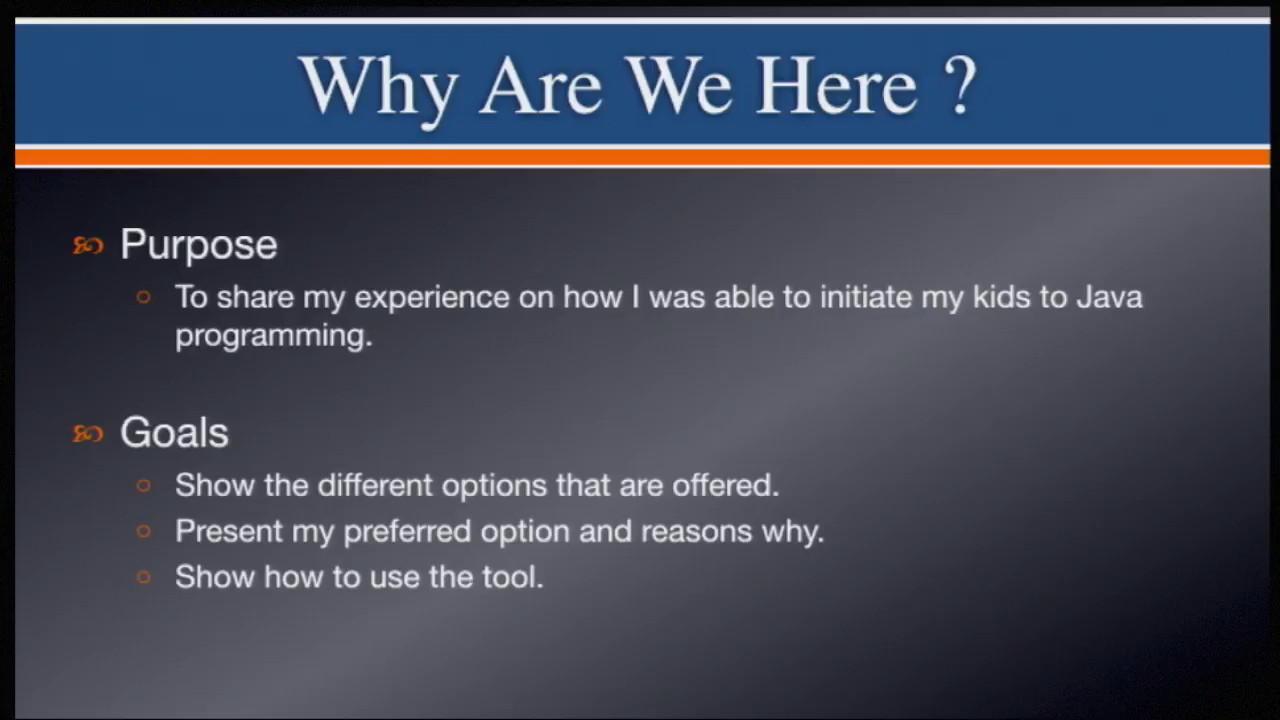 Why Are We Here ?
Purpose
To share my experience on how I was able to initiate my kids to Java
programming.
Goals
Show the different options that are offered.
Present my preferred option and reasons why.
Show how to use the tool.